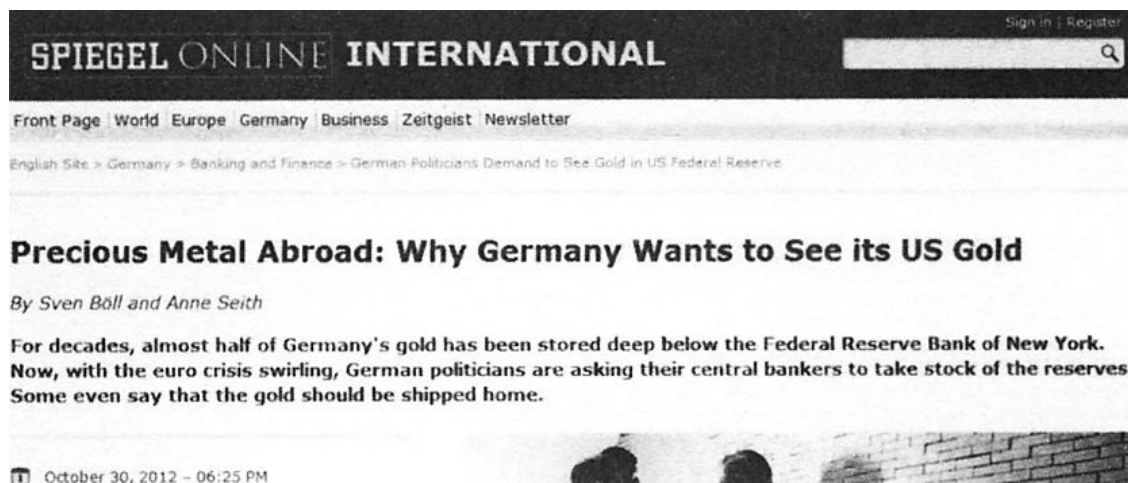 Sign in | Register
SPIEGEL ONLINE INTERNATIONAL
Front Page World Europe Germany Business Zeitgeist Newsletter
English Site > Germany > Banking and Finance > German Politicians Demand to See Gold in US Federal Reserve
Precious Metal Abroad: Why Germany Wants to See its US Gold
By Sven Böll and Anne Seith
For decades, almost half of Germany's gold has been stored deep below the Federal Reserve Bank of New York.
Now, with the euro crisis swirling, German politicians are asking their central bankers to take stock of the reserves
Some even say that the gold should be shipped home.
October 30, 2012 – 06:25 PM